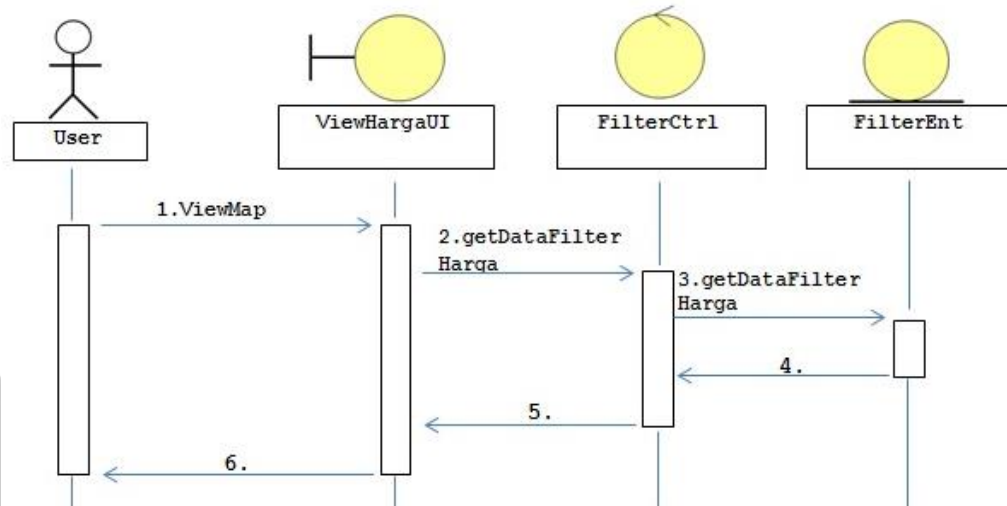 User
ViewHargaUI
FilterCtrl
FilterEnt
1.ViewMap
2.getDataFilter
Harga
3.getDataFilter
Harga
4.
5.
6.